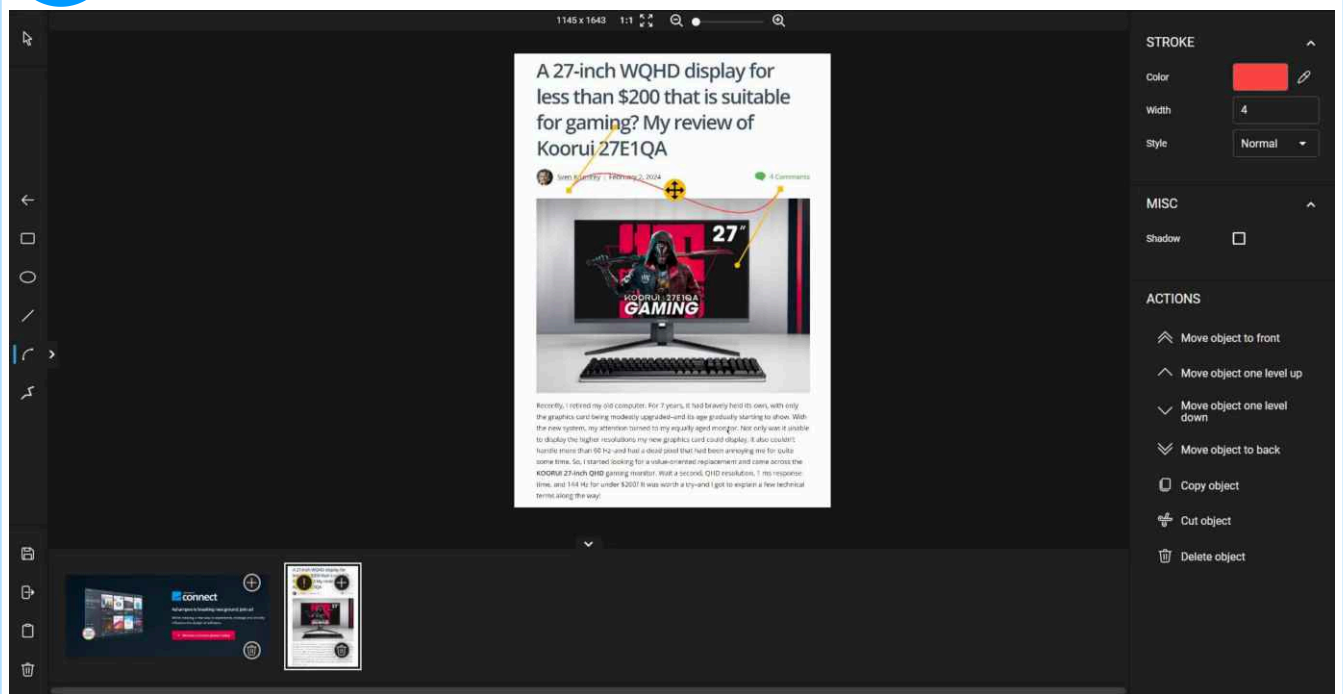 1145 x 1643 1:1
STROKE
Color
Width 4
Style Normal
MISC
Shadow
ACTIONS
Move object to front
Move object one level up
Move object one level
down
Move object to back
Copy object
Cut object
Delete object
A 27-inch WQHD display for
less than $200 that is suitable
for gaming? My review of
Koorui 27E1QA
February 2, 2024
4 Comments
27"
KOORUI 27E1QA
GAMING
Recently, I retired my old computer. For 7 years, it had bravely held its own, with only
the graphics card being modestly upgraded–and its age gradually starting to show. With
the new system, my attention turned to my equally aged monitor. Not only was it unable
to display the higher resolutions my new graphics card could display, it also couldn't
handle more than 60 Hz–and had a dead pixel that had been annoying me for quite
some time. So, I started looking for a value-oriented replacement and came across the
KOORUI 27-inch QHD gaming monitor. Wait a second, QHD resolution, 1 ms response
time, and 144 Hz for under $200! It was worth a try–and I got to explain a few technical
terms along the way!
connect